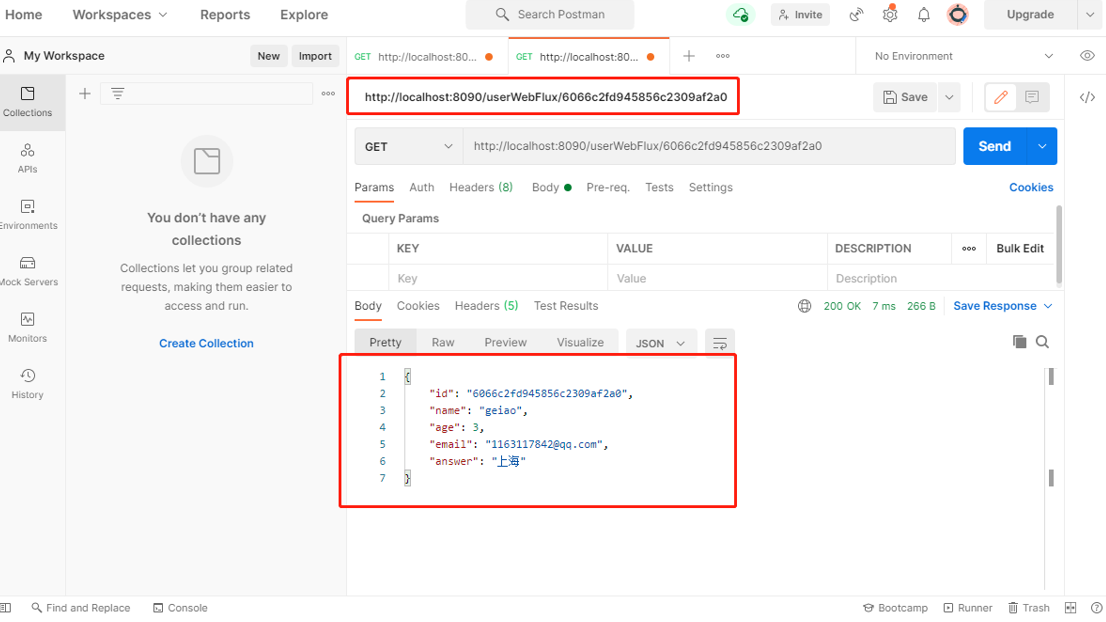 Home Workspaces Reports Explore Search Postman Invite Upgrade
My Workspace New Import GET http://localhost:80... GET http://localhost:80... No Environment
http://localhost:8090/userWebFlux/6066c2fd945856c2309af2a0 Save
Collections
APIs
Environments
Mock Servers
Monitors
History
You don't have any
collections
Collections let you group related
requests, making them easier to
access and run.
Create Collection
GET http://localhost:8090/userWebFlux/6066c2fd945856c2309af2a0 Send
Params Auth Headers (8) Body Pre-req. Tests Settings Cookies
Query Params
KEY VALUE DESCRIPTION Bulk Edit
Key Value Description
Body Cookies Headers (5) Test Results 200 OK 7 ms 266 B Save Response
Pretty Raw Preview Visualize JSON
1 {
2 "id": "6066c2fd945856c2309af2a0",
3 "name": "geiao",
4 "age": 3,
5 "email": "1163117842@qq.com",
6 "answer": "上海"
7 }
Find and Replace Console Bootcamp Runner Trash